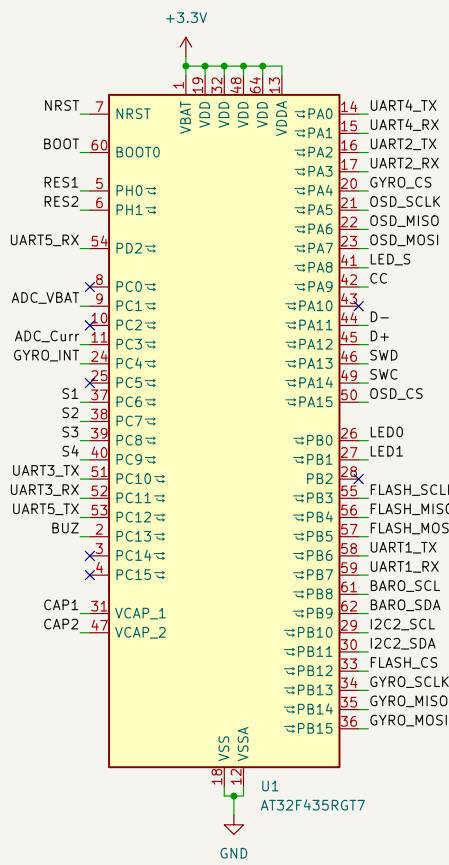 +3.3V
1 19 32 48 64 13
VBAT VDD VDD VDD VDD VDDA
NRST 7 NRST
BOOT 60 BOOT0
RES1 5 PH0
RES2 6 PH1
UART5_RX 54 PD2
8 PC0
ADC_VBAT 9 PC1
10 PC2
ADC_Curr 11 PC3
GYRO_INT 24 PC4
25 PC5
S1 37 PC6
S2 38 PC7
S3 39 PC8
S4 40 PC9
UART3_TX 51 PC10
UART3_RX 52 PC11
UART5_TX 53 PC12
BUZ 2 PC13
3 PC14
4 PC15
CAP1 31 VCAP_1
CAP2 47 VCAP_2
PA0 14 UART4_TX
PA1 15 UART4_RX
PA2 16 UART2_TX
PA3 17 UART2_RX
PA4 20 GYRO_CS
PA5 21 OSD_SCLK
PA6 22 OSD_MISO
PA7 23 OSD_MOSI
PA8 41 LED_S
PA9 42 CC
PA10 43
PA11 44 D-
PA12 45 D+
PA13 46 SWD
PA14 49 SWC
PA15 50 OSD_CS
PB0 26 LED0
PB1 27 LED1
PB2 28
PB3 55 FLASH_SCL
PB4 56 FLASH_MISO
PB5 57 FLASH_MOS
PB6 58 UART1_TX
PB7 59 UART1_RX
PB8 61 BARO_SCL
PB9 62 BARO_SDA
PB10 29 I2C2_SCL
PB11 30 I2C2_SDA
PB12 33 FLASH_CS
PB13 34 GYRO_SCLK
PB14 35 GYRO_MISO
PB15 36 GYRO_MOSI
VSS VSSA
18 12
U1
AT32F435RGT7
GND